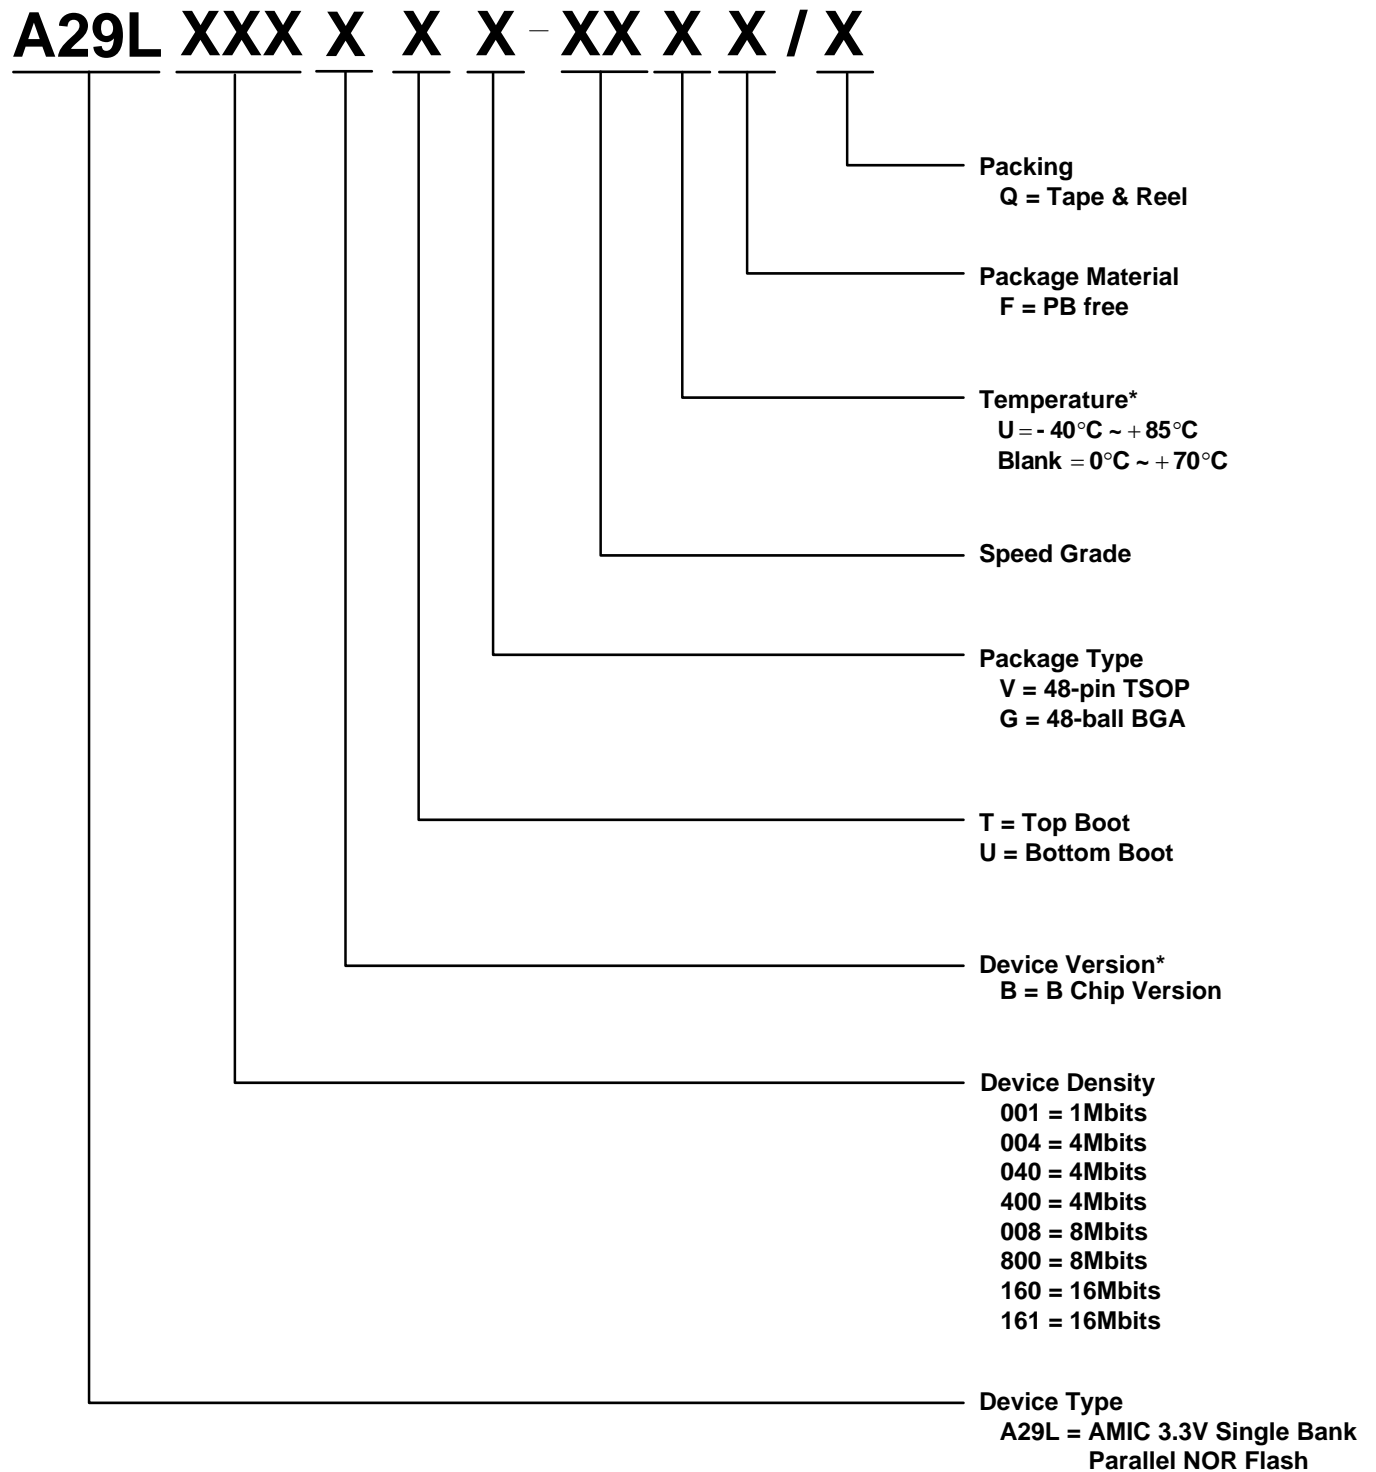 A29L XXX X X X - XX X X / X
Packing
Q = Tape & Reel
Package Material
F = PB free
Temperature*
U = - 40°C ~ + 85°C
Blank = 0°C ~ + 70°C
Speed Grade
Package Type
V = 48-pin TSOP
G = 48-ball BGA
T = Top Boot
U = Bottom Boot
Device Version*
B = B Chip Version
Device Density
001 = 1Mbits
004 = 4Mbits
040 = 4Mbits
400 = 4Mbits
008 = 8Mbits
800 = 8Mbits
160 = 16Mbits
161 = 16Mbits
Device Type
A29L = AMIC 3.3V Single Bank
Parallel NOR Flash